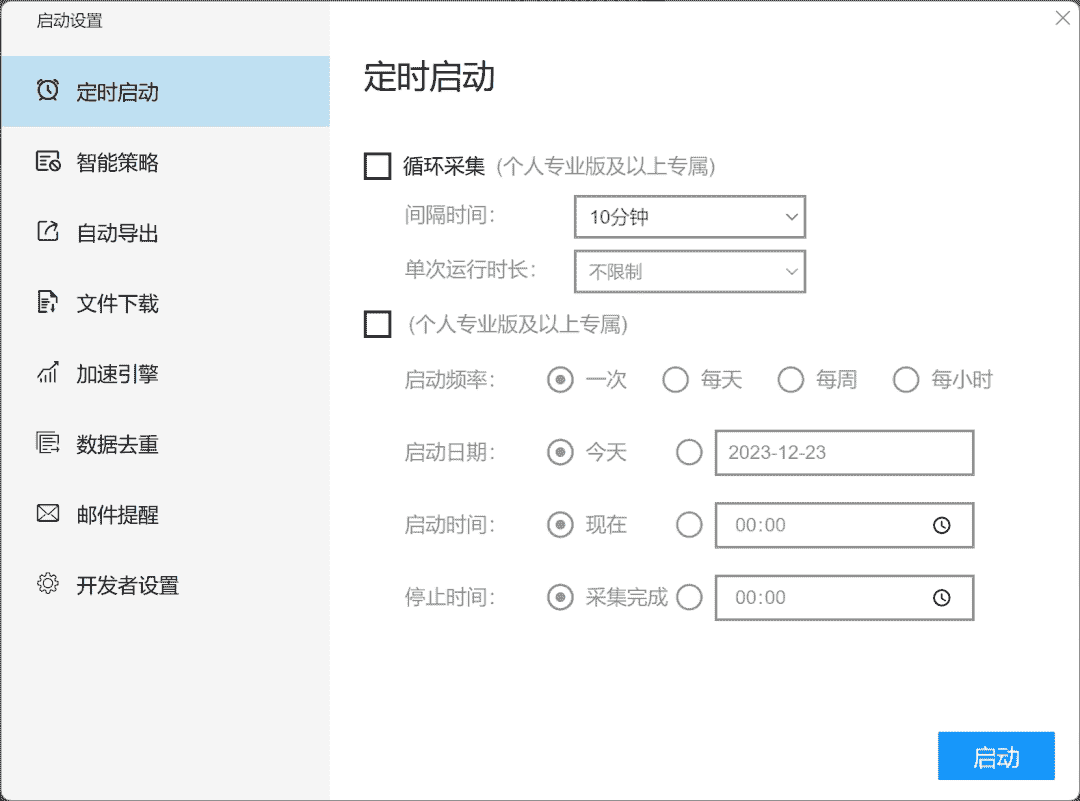 启动设置
定时启动
智能策略
自动导出
文件下载
加速引擎
数据去重
邮件提醒
开发者设置
定时启动
循环采集 (个人专业版及以上专属)
间隔时间: 10分钟
单次运行时长: 不限制
(个人专业版及以上专属)
启动频率: 一次 每天 每周 每小时
启动日期: 今天 2023-12-23
启动时间: 现在 00:00
停止时间: 采集完成 00:00
启动